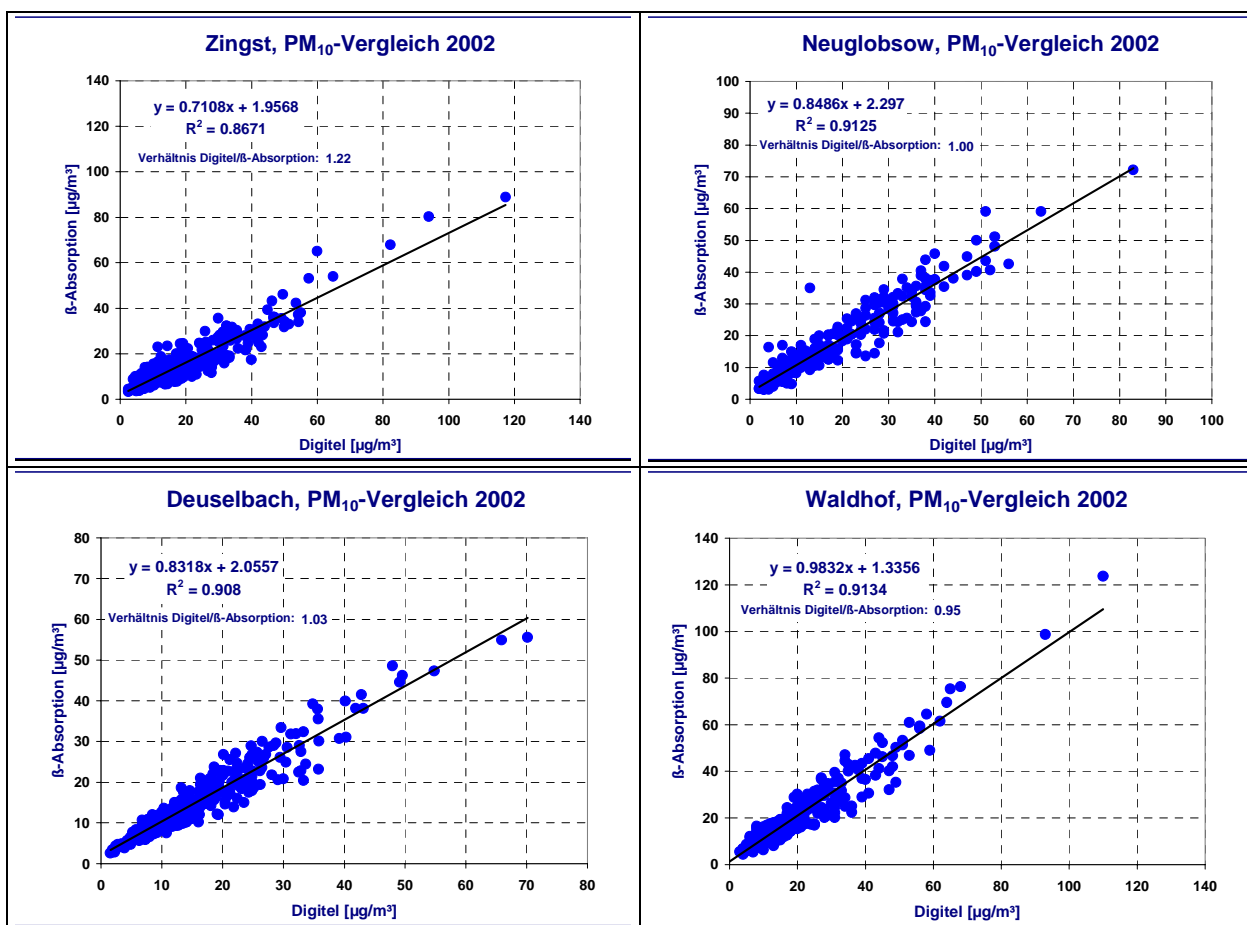 Zingst, PM10-Vergleich 2002
y = 0.7108x + 1.9568
R2 = 0.8671
Verhältnis Digitel/ß-Absorption: 1.22
ß-Absorption [µg/m³]
140
120
100
80
60
40
20
0
0 20 40 60 80 100 120 140
Digitel [µg/m³]
Neuglobsow, PM10-Vergleich 2002
y = 0.8486x + 2.297
R2 = 0.9125
Verhältnis Digitel/ß-Absorption: 1.00
ß-Absorption [µg/m³]
100
90
80
70
60
50
40
30
20
10
0
0 10 20 30 40 50 60 70 80 90 100
Digitel [µg/m³]
Deuselbach, PM10-Vergleich 2002
y = 0.8318x + 2.0557
R2 = 0.908
Verhältnis Digitel/ß-Absorption: 1.03
ß-Absorption [µg/m³]
80
70
60
50
40
30
20
10
0
0 10 20 30 40 50 60 70 80
Digitel [µg/m³]
Waldhof, PM10-Vergleich 2002
y = 0.9832x + 1.3356
R2 = 0.9134
Verhältnis Digitel/ß-Absorption: 0.95
ß-Absorption [µg/m³]
140
120
100
80
60
40
20
0
0 20 40 60 80 100 120 140
Digitel [µg/m³]